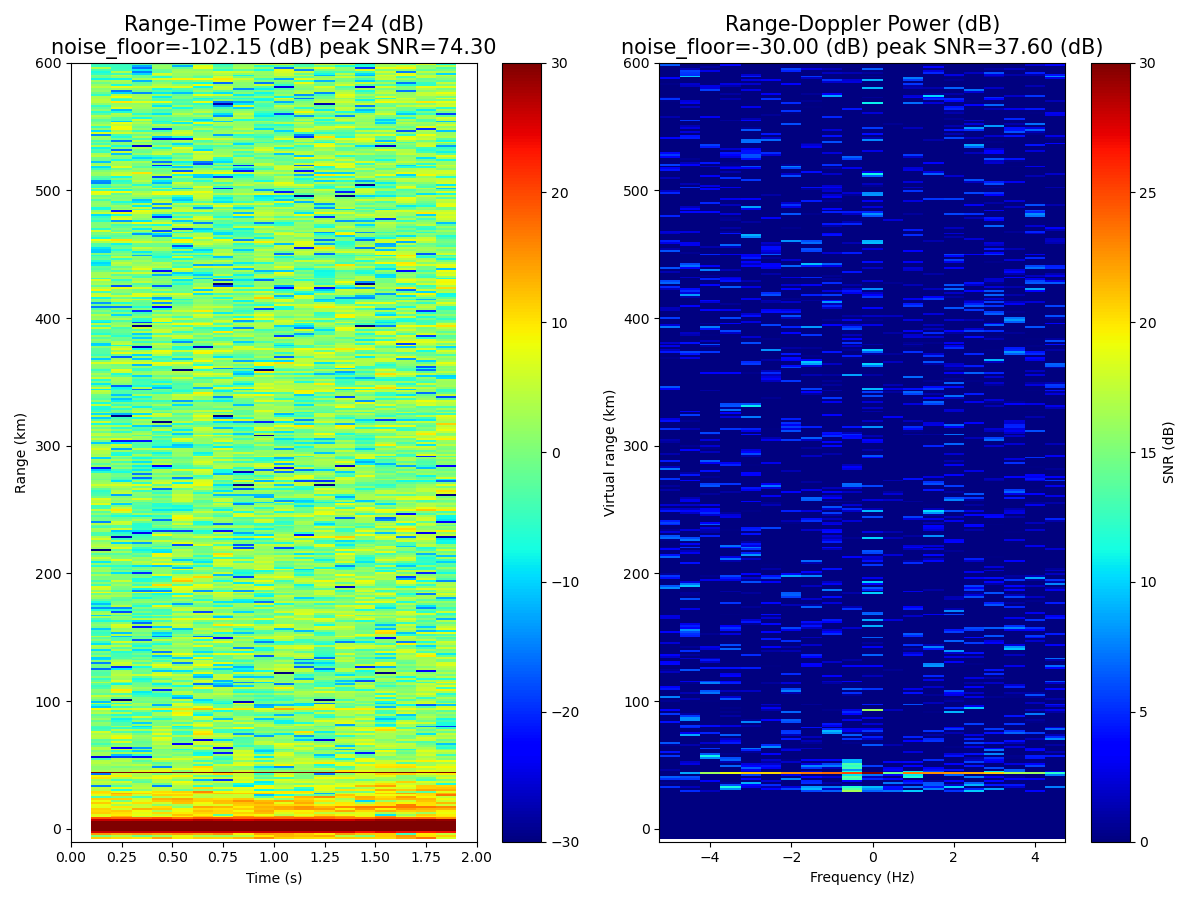 Range-Time Power f=24 (dB)
noise_floor=-102.15 (dB) peak SNR=74.30
Range-Doppler Power (dB)
noise_floor=-30.00 (dB) peak SNR=37.60 (dB)
600
500
400
300
200
100
0
Range (km)
0.00 0.25 0.50 0.75 1.00 1.25 1.50 1.75 2.00
Time (s)
30
20
10
0
−10
−20
−30
600
500
400
300
200
100
0
Virtual range (km)
−4 −2 0 2 4
Frequency (Hz)
30
25
20
15
10
5
0
SNR (dB)